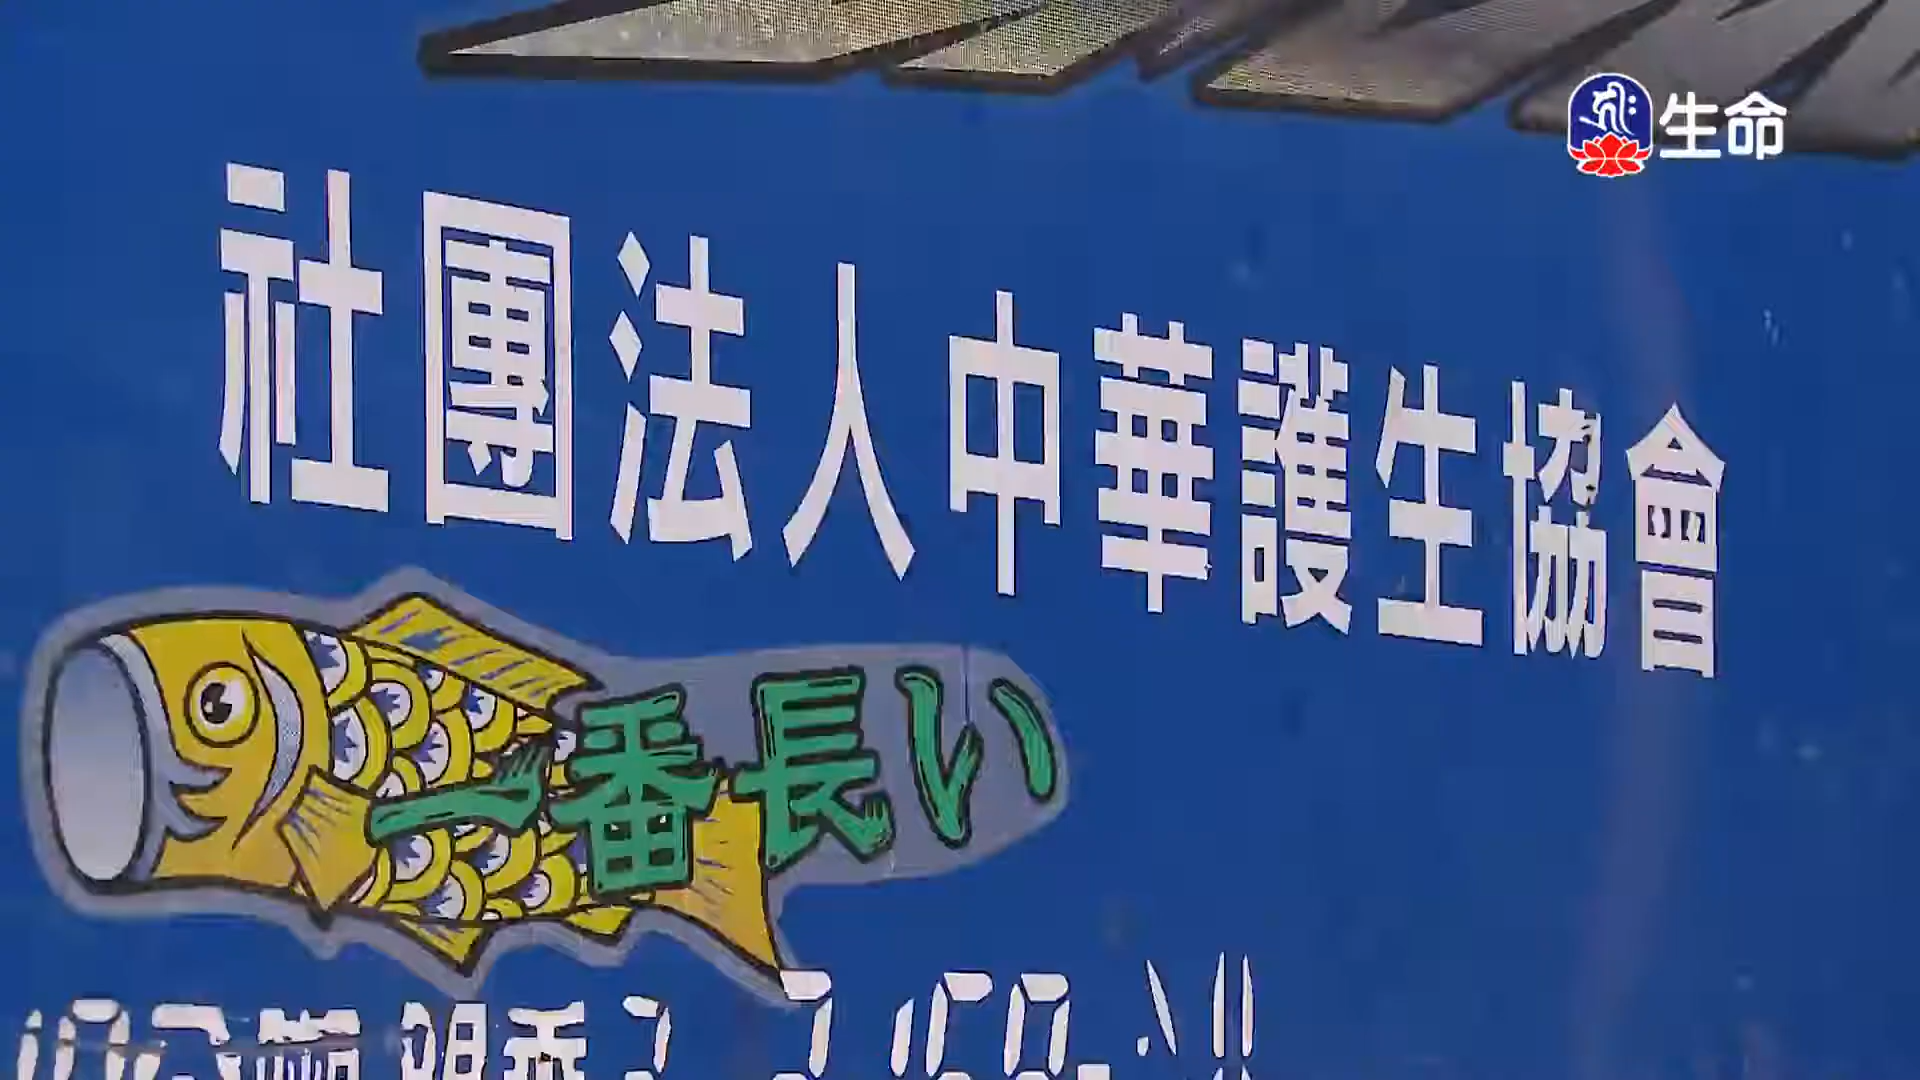 生命
社團法人中華護生協會
一番長い